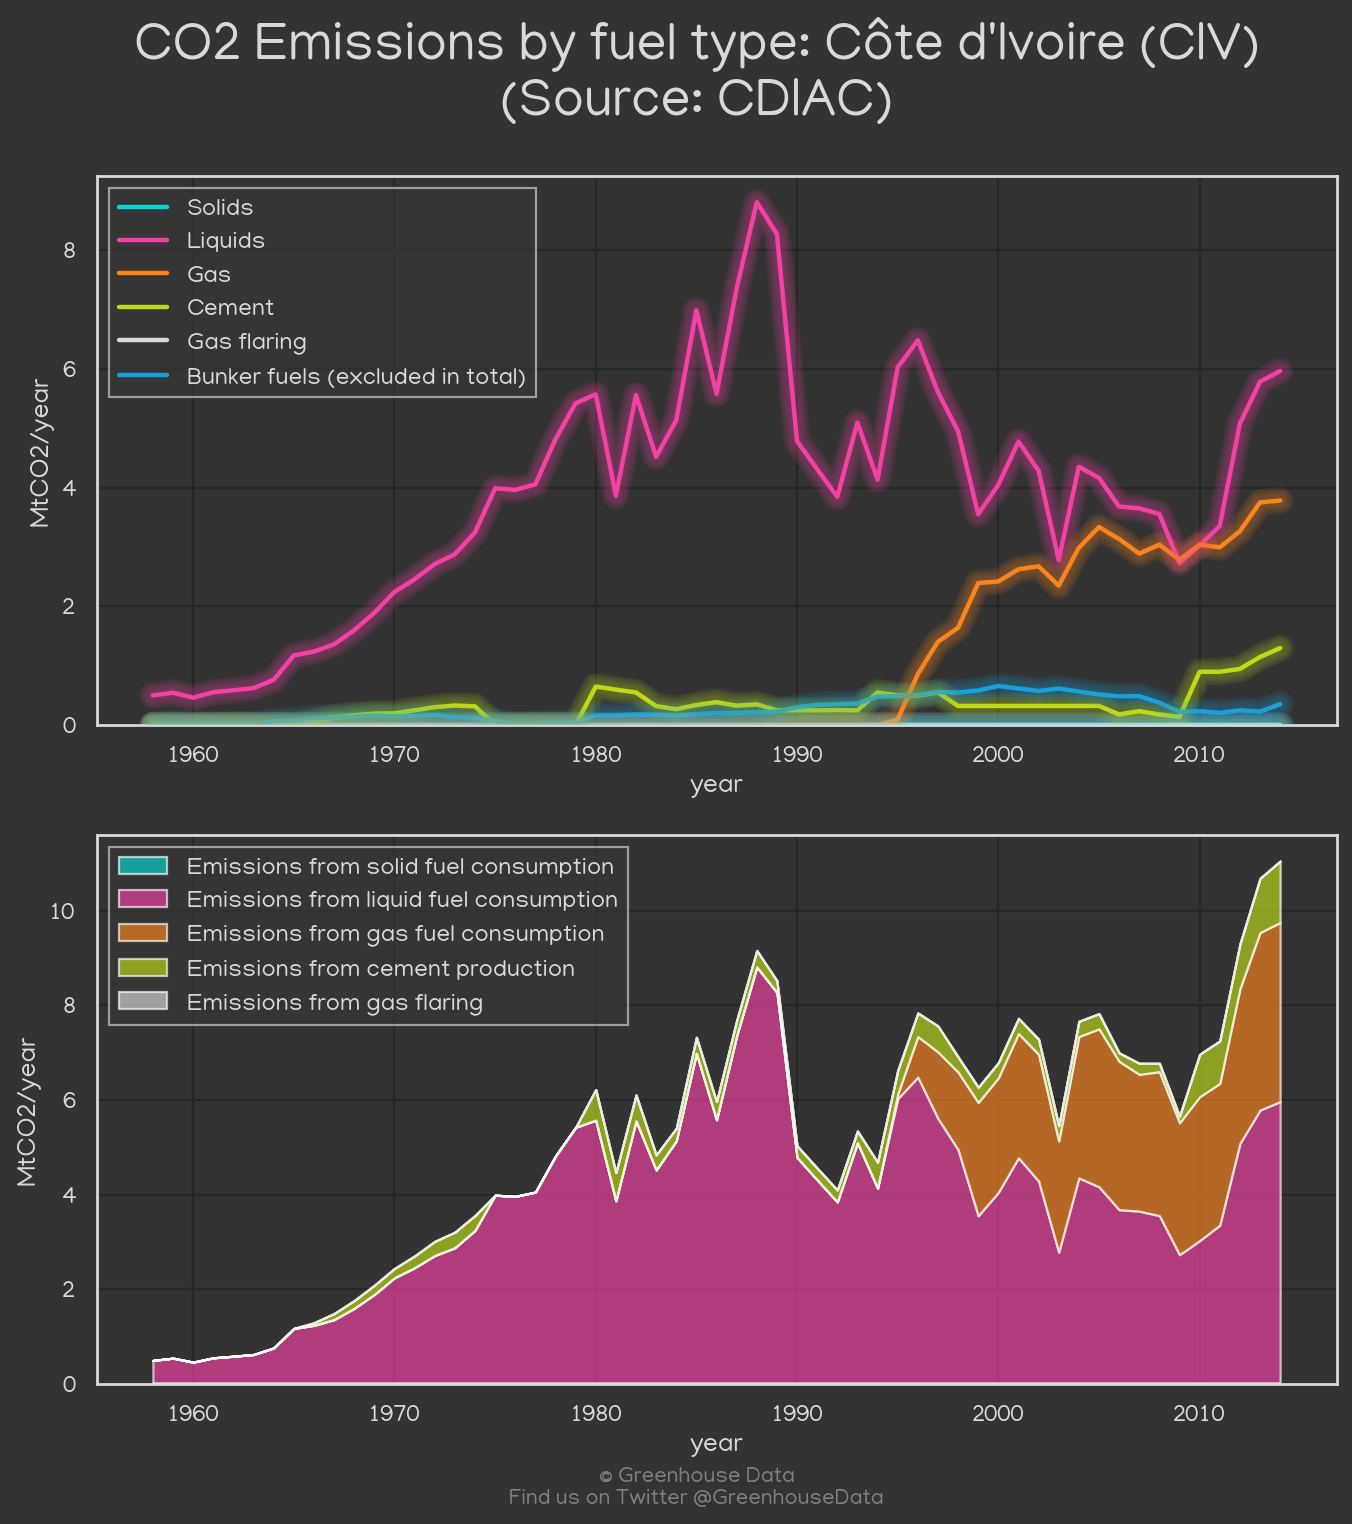 CO2 Emissions by fuel type: Côte d'Ivoire (CIV)
(Source: CDIAC)
Solids
Liquids
Gas
Cement
Gas flaring
Bunker fuels (excluded in total)
MtCO2/year
8
6
4
2
0
1960 1970 1980 1990 2000 2010
year
Emissions from solid fuel consumption
Emissions from liquid fuel consumption
Emissions from gas fuel consumption
Emissions from cement production
Emissions from gas flaring
MtCO2/year
10
8
6
4
2
0
1960 1970 1980 1990 2000 2010
year
© Greenhouse Data
Find us on Twitter @GreenhouseData